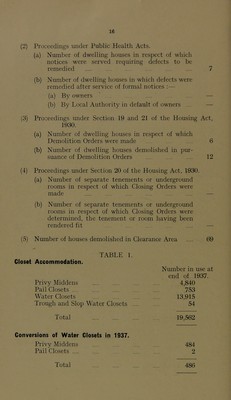 18
(2) Proceedings under Public Health Acts.
(a) Number of dwelling houses in respect of which
notices were served requiring defects to be
remedied ... 7
(b) Number of dwelling houses in which defects were
remedied after service of formal notices :—
(a) By owners —
(b) By Local Authority in default of owners —
(3) Proceedings under Section 19 and 21 of the Housing Act,
1930.
(a) Number of dwelling houses in respect of which
Demolition Orders were made 6
(b) Number of dwelling houses demolished in pur-
suance of Demolition Orders 12
(4) Proceedings under Section 20 of the Housing Act, 1930.
(a) Number of separate tenements or underground
rooms in respect of which Closing Orders were
made —
(b) Number of separate tenements or underground
rooms in respect of which Closing Orders were
determined, the tenement or room having been
rendered fit —
(5) Number of houses demolished in Clearance Area 69
TABLE I.
Closet Accommodation.
Number in use at
end of 1937.
Privy Middens 4,840
Pail Closets ... 753
Water Closets 13,915
Trough and Slop Water Closets ... 54
Total 19,562
Conversions of Water Closets in 1937.
Privy Middens 484
Pail Closets ... 2
Total 486